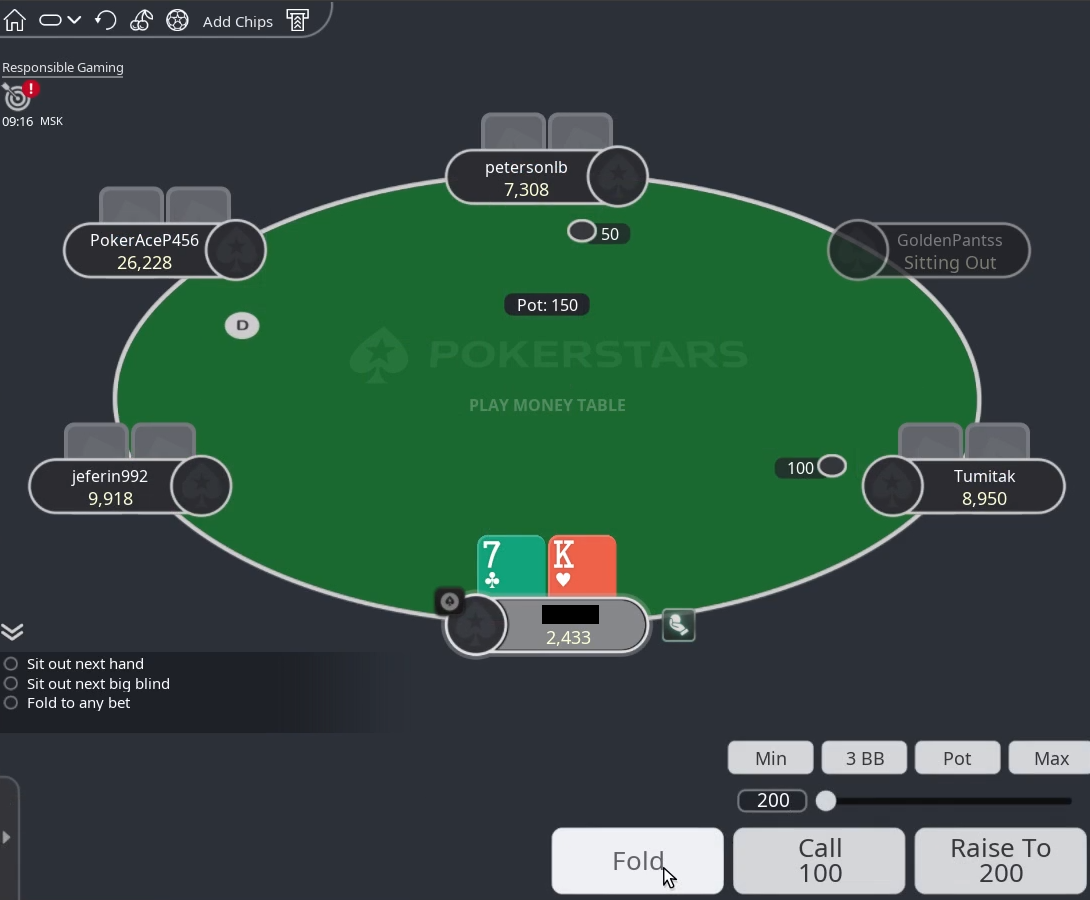 Add Chips
Responsible Gaming
!
09:16 MSK
petersonlb
7,308
PokerAceP456
26,228
GoldenPantss
Sitting Out
50
Pot: 150
D
POKERSTARS
PLAY MONEY TABLE
jeferin992
9,918
100
Tumitak
8,950
7 K
2,433
Sit out next hand
Sit out next big blind
Fold to any bet
Min 3 BB Pot Max
200
Fold
Call
100
Raise To
200